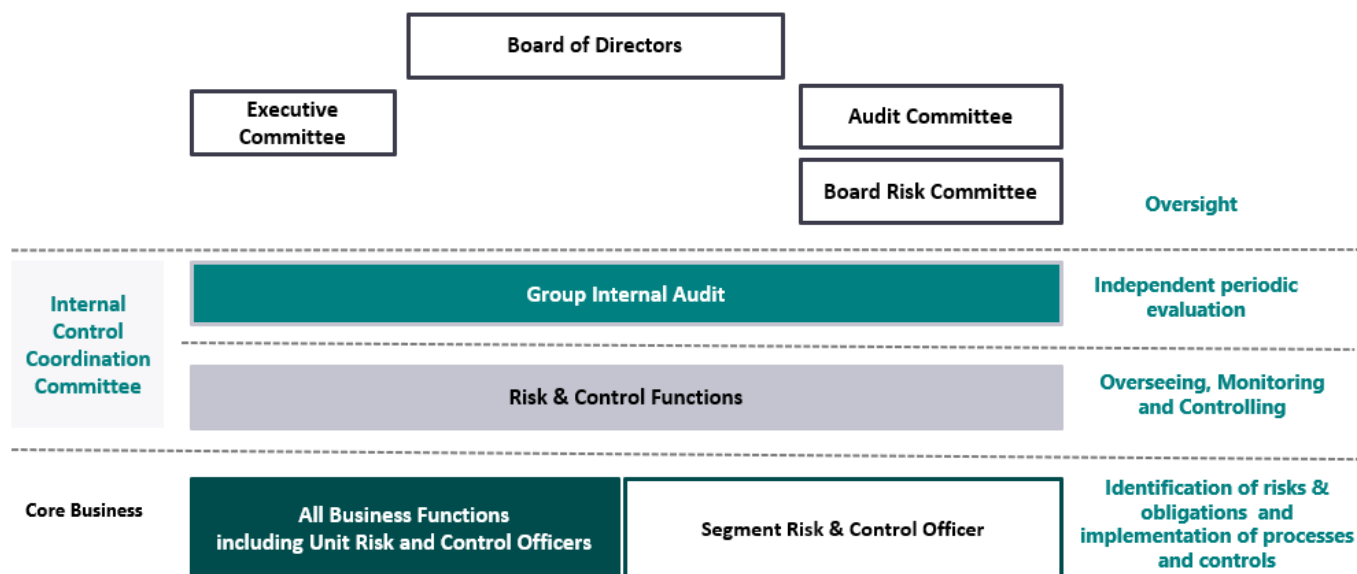 Board of Directors
Executive
Committee
Audit Committee
Board Risk Committee
Oversight
Internal
Control
Coordination
Committee
Group Internal Audit
Independent periodic
evaluation
Risk & Control Functions
Overseeing, Monitoring
and Controlling
Core Business
All Business Functions
including Unit Risk and Control Officers
Segment Risk & Control Officer
Identification of risks &
obligations and
implementation of processes
and controls